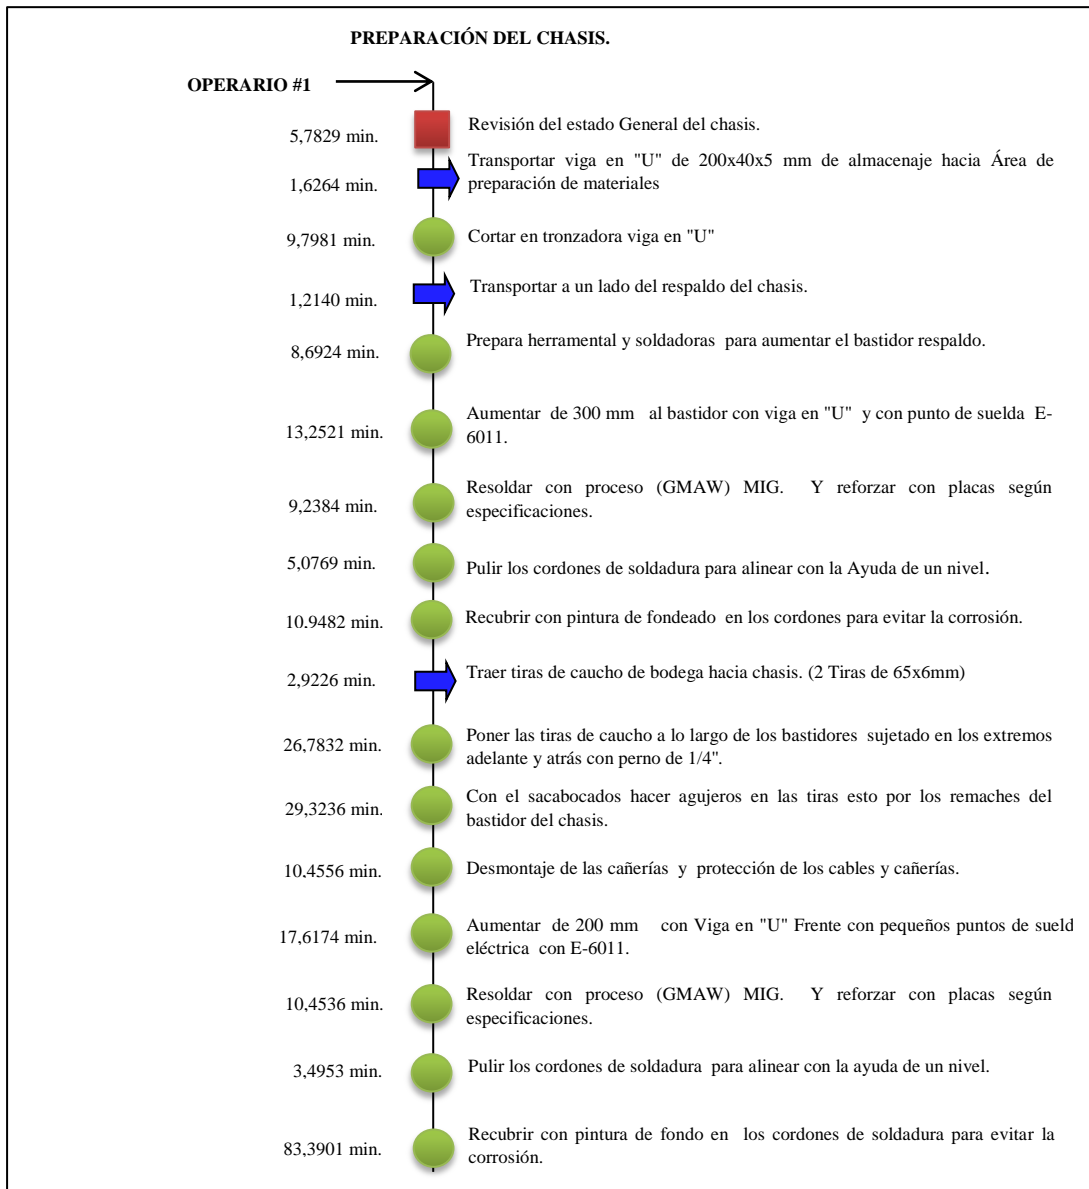 PREPARACIÓN DEL CHASIS.
OPERARIO #1
5,7829 min.
Revisión del estado General del chasis.
1,6264 min.
Transportar viga en "U" de 200x40x5 mm de almacenaje hacia Área de
preparación de materiales
9,7981 min.
Cortar en tronzadora viga en "U"
1,2140 min.
Transportar a un lado del respaldo del chasis.
8,6924 min.
Prepara herramental y soldadoras para aumentar el bastidor respaldo.
13,2521 min.
Aumentar de 300 mm al bastidor con viga en "U" y con punto de suelda E-
6011.
9,2384 min.
Resoldar con proceso (GMAW) MIG. Y reforzar con placas según
especificaciones.
5,0769 min.
Pulir los cordones de soldadura para alinear con la Ayuda de un nivel.
10,9482 min.
Recubrir con pintura de fondeado en los cordones para evitar la corrosión.
2,9226 min.
Traer tiras de caucho de bodega hacia chasis. (2 Tiras de 65x6mm)
26,7832 min.
Poner las tiras de caucho a lo largo de los bastidores sujetado en los extremos
adelante y atrás con perno de 1/4".
29,3236 min.
Con el sacabocados hacer agujeros en las tiras esto por los remaches del
bastidor del chasis.
10,4556 min.
Desmontaje de las cañerías y protección de los cables y cañerías.
17,6174 min.
Aumentar de 200 mm con Viga en "U" Frente con pequeños puntos de sueld
eléctrica con E-6011.
10,4536 min.
Resoldar con proceso (GMAW) MIG. Y reforzar con placas según
especificaciones.
3,4953 min.
Pulir los cordones de soldadura para alinear con la ayuda de un nivel.
83,3901 min.
Recubrir con pintura de fondo en los cordones de soldadura para evitar la
corrosión.